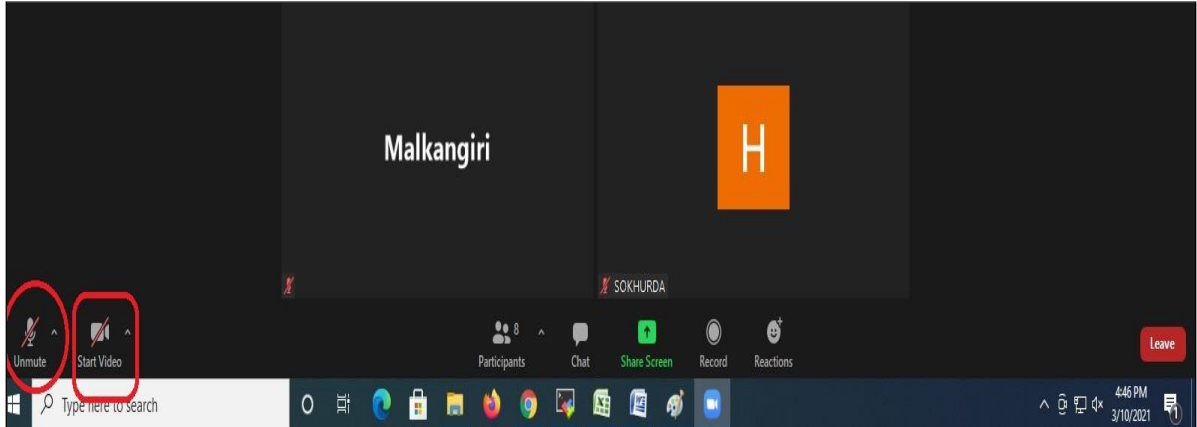 Malkangiri
H
SOKHURDA
Unmute
Start Video
8
Participants
Chat
Share Screen
Record
Reactions
Leave
Type here to search
4:46 PM
3/10/2021
1